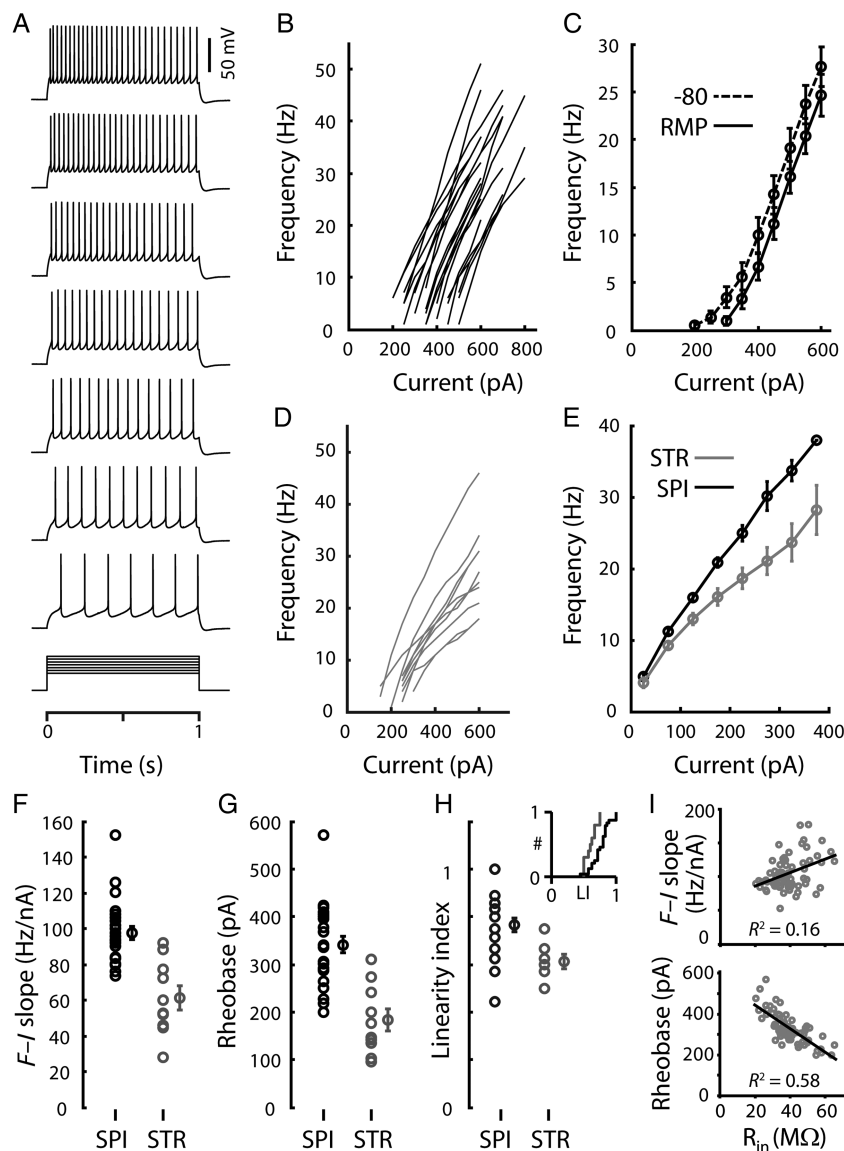 A
50 mV
0
1
Time (s)
B
50
40
30
20
10
0
Frequency (Hz)
0 200 400 600 800
Current (pA)
C
30
25
20
15
10
5
0
Frequency (Hz)
-80
RMP
0 200 400 600
Current (pA)
D
50
40
30
20
10
0
Frequency (Hz)
0 200 400 600
Current (pA)
E
40
30
20
10
0
Frequency (Hz)
STR
SPI
0 100 200 300 400
Current (pA)
F
160
140
120
100
80
60
40
20
0
F–I slope (Hz/nA)
SPI STR
G
600
500
400
300
200
100
0
Rheobase (pA)
SPI STR
H
1
0
Linearity index
SPI STR
1
#
0
0 LI 1
I
200
100
0
F–I slope
(Hz/nA)
R² = 0.16
600
400
200
0
Rheobase (pA)
R² = 0.58
0 20 40 60
Rin (MΩ)